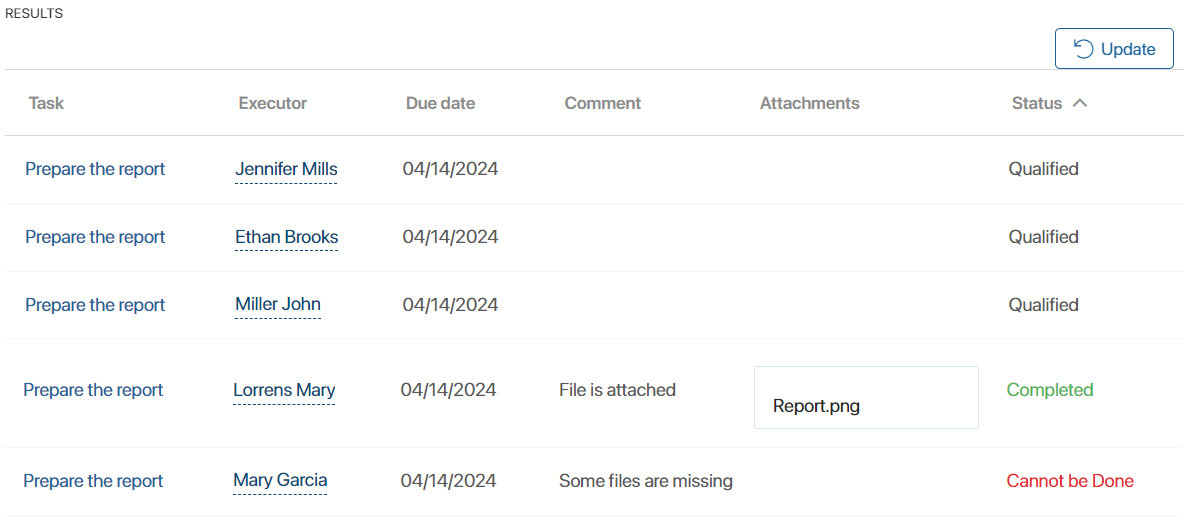 RESULTS
Update
Task Executor Due date Comment Attachments Status
Prepare the report Jennifer Mills 04/14/2024 Qualified
Prepare the report Ethan Brooks 04/14/2024 Qualified
Prepare the report Miller John 04/14/2024 Qualified
Prepare the report Lorrens Mary 04/14/2024 File is attached Report.png Completed
Prepare the report Mary Garcia 04/14/2024 Some files are missing Cannot be Done